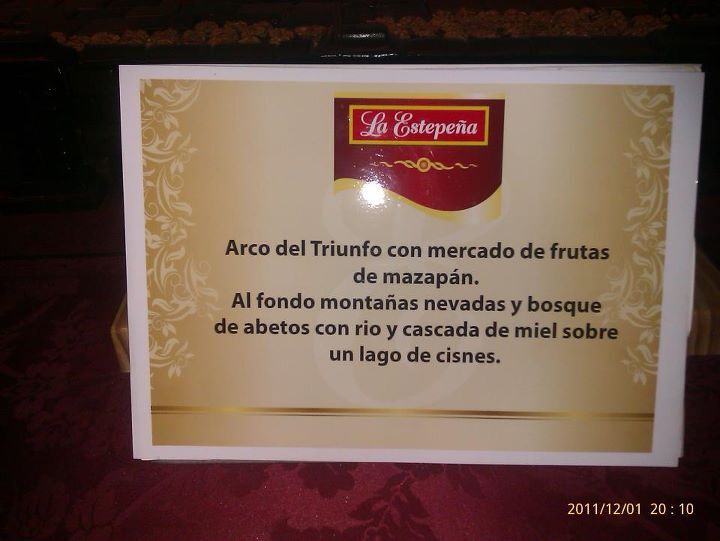 La Estepeña
Arco del Triunfo con mercado de frutas
de mazapán.
Al fondo montañas nevadas y bosque
de abetos con rio y cascada de miel sobre
un lago de cisnes.
2011/12/01 20:10